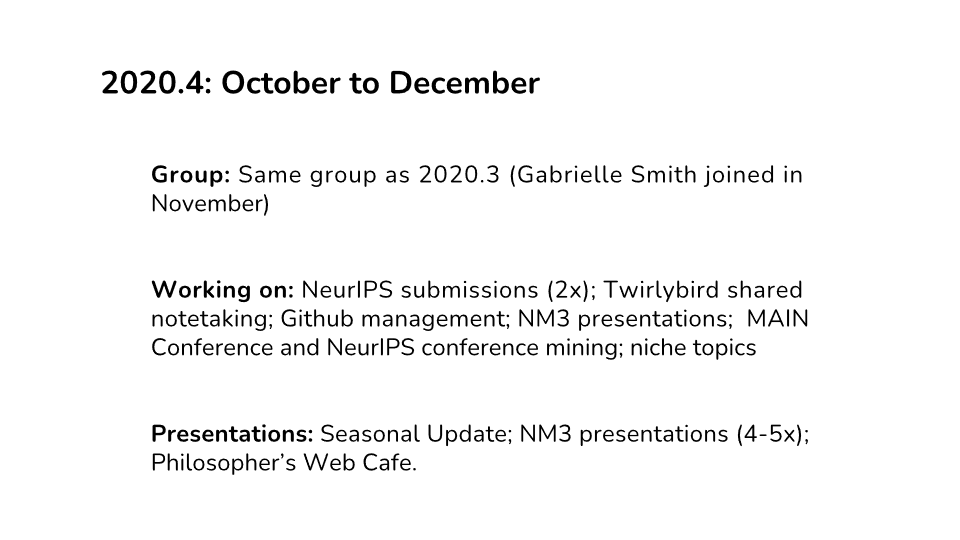 2020.4: October to December
Group: Same group as 2020.3 (Gabrielle Smith joined in
November)
Working on: NeurIPS submissions (2x); Twirlybird shared
notetaking; Github management; NM3 presentations;  MAIN
Conference and NeurIPS conference mining; niche topics
Presentations: Seasonal Update; NM3 presentations (4-5x);
Philosopher’s Web Cafe.